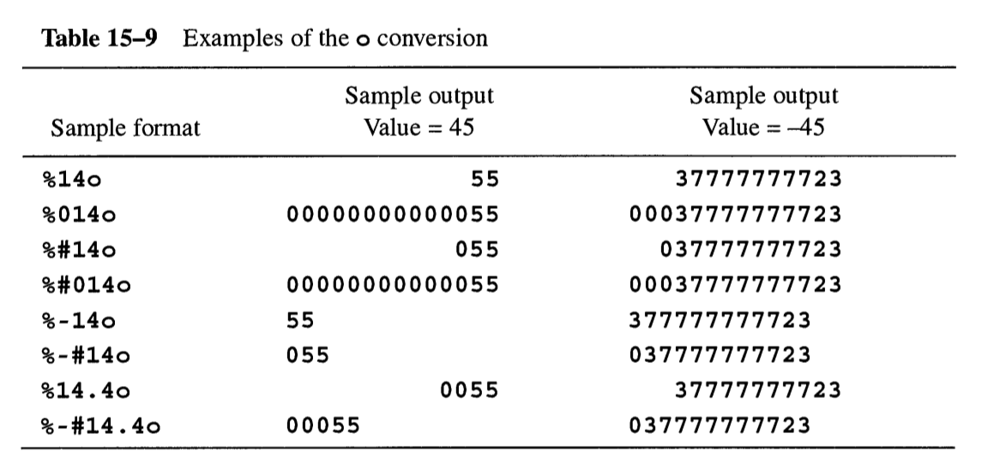 Table 15–9 Examples of the o conversion
Sample output Sample output
Sample format Value = 45 Value = –45
%14o 55 37777777723
%014o 00000000000055 00037777777723
%#14o 055 037777777723
%#014o 00000000000055 00037777777723
%-14o 55 377777777723
%-#14o 055 037777777723
%14.4o 0055 37777777723
%-#14.4o 00055 037777777723